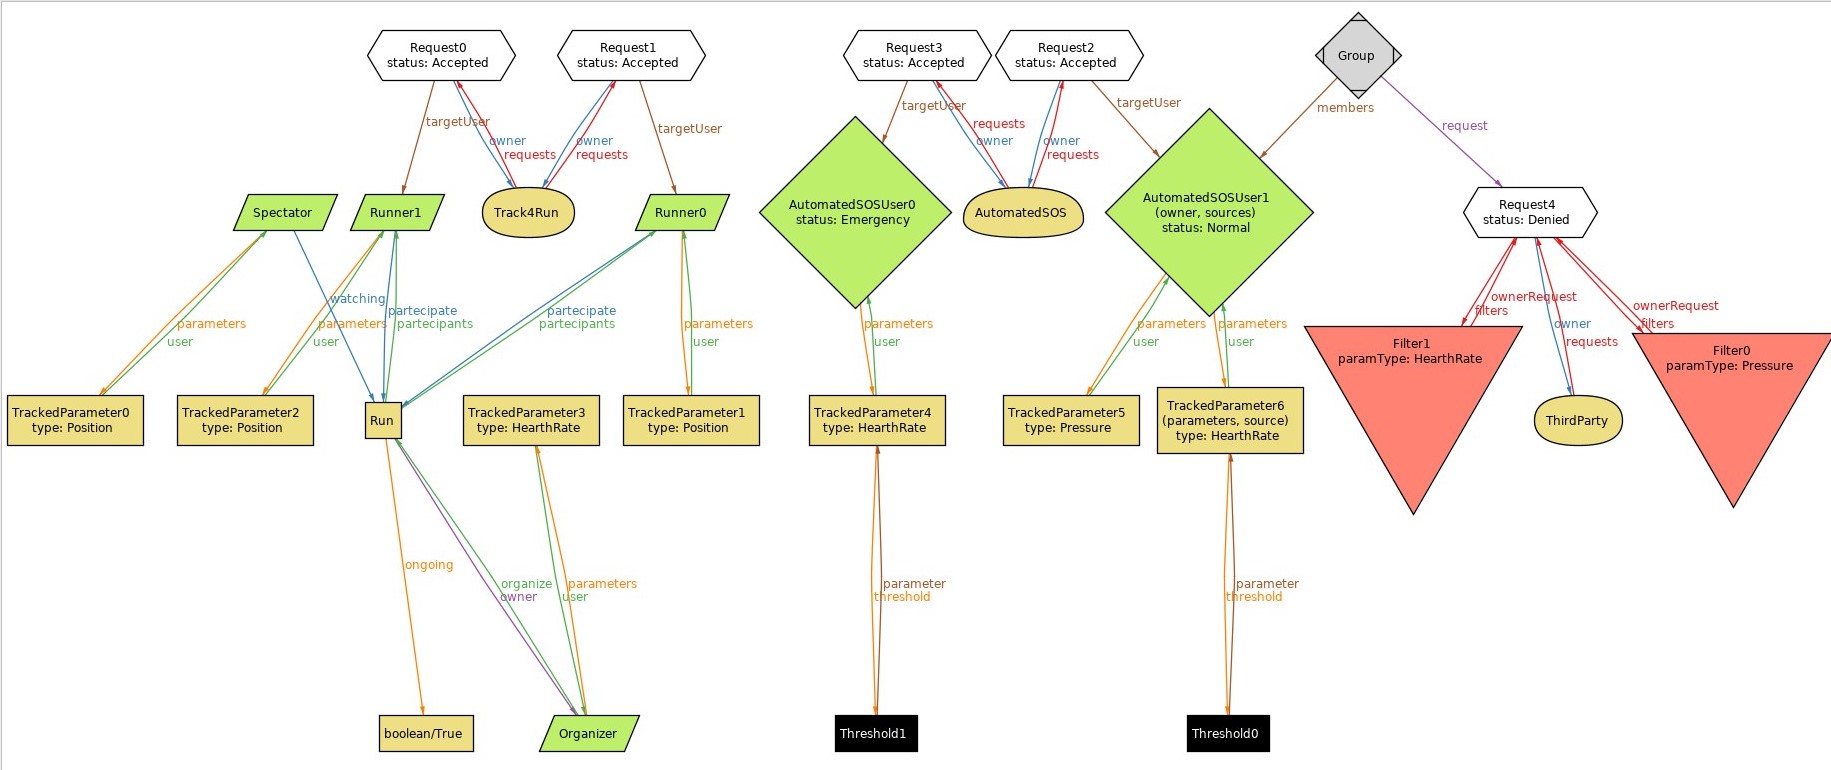 Request0
status: Accepted
Request1
status: Accepted
Request3
status: Accepted
Request2
status: Accepted
Group
targetUser
owner
requests
owner
requests
targetUser
targetUser
requests
owner
owner
requests
targetUser
members
request
Spectator
Runner1
Track4Run
Runner0
AutomatedSOSUser0
status: Emergency
AutomatedSOS
AutomatedSOSUser1
(owner, sources)
status: Normal
Request4
status: Denied
parameters
user
watching
parameters
user
partecipate
partecipants
partecipate
partecipants
parameters
user
parameters
user
parameters
user
parameters
user
ownerRequest
filters
owner
requests
ownerRequest
filters
TrackedParameter0
type: Position
TrackedParameter2
type: Position
Run
TrackedParameter3
type: HearthRate
TrackedParameter1
type: Position
TrackedParameter4
type: HearthRate
TrackedParameter5
type: Pressure
TrackedParameter6
(parameters, source)
type: HearthRate
Filter1
paramType: HearthRate
ThirdParty
Filter0
paramType: Pressure
ongoing
organize
owner
parameters
user
parameter
threshold
parameter
threshold
boolean/True
Organizer
Threshold1
Threshold0